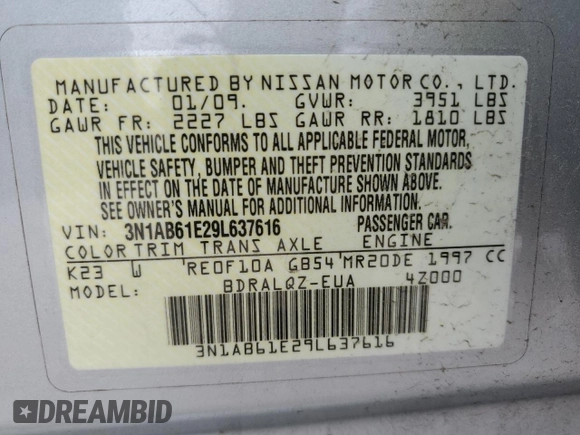 MANUFACTURED BY NISSAN MOTOR CO., LTD.
DATE: 01/09. GVWR: 3951 LBS
GAWR FR: 2227 LBS GAWR RR: 1810 LBS
THIS VEHICLE CONFORMS TO ALL APPLICABLE FEDERAL MOTOR
VEHICLE SAFETY, BUMPER AND THEFT PREVENTION STANDARDS
IN EFFECT ON THE DATE OF MANUFACTURE SHOWN ABOVE.
SEE OWNER'S MANUAL FOR ADDITIONAL INFORMATION.
VIN: 3N1AB61E29L637616 PASSENGER CAR.
COLOR TRIM TRANS AXLE ENGINE
K23 W 'RE0F10A GB54'MR20DE 1997 CC
MODEL: BDRALQZ-EUA 4Z000
3N1AB61E29L637616
DREAMBID